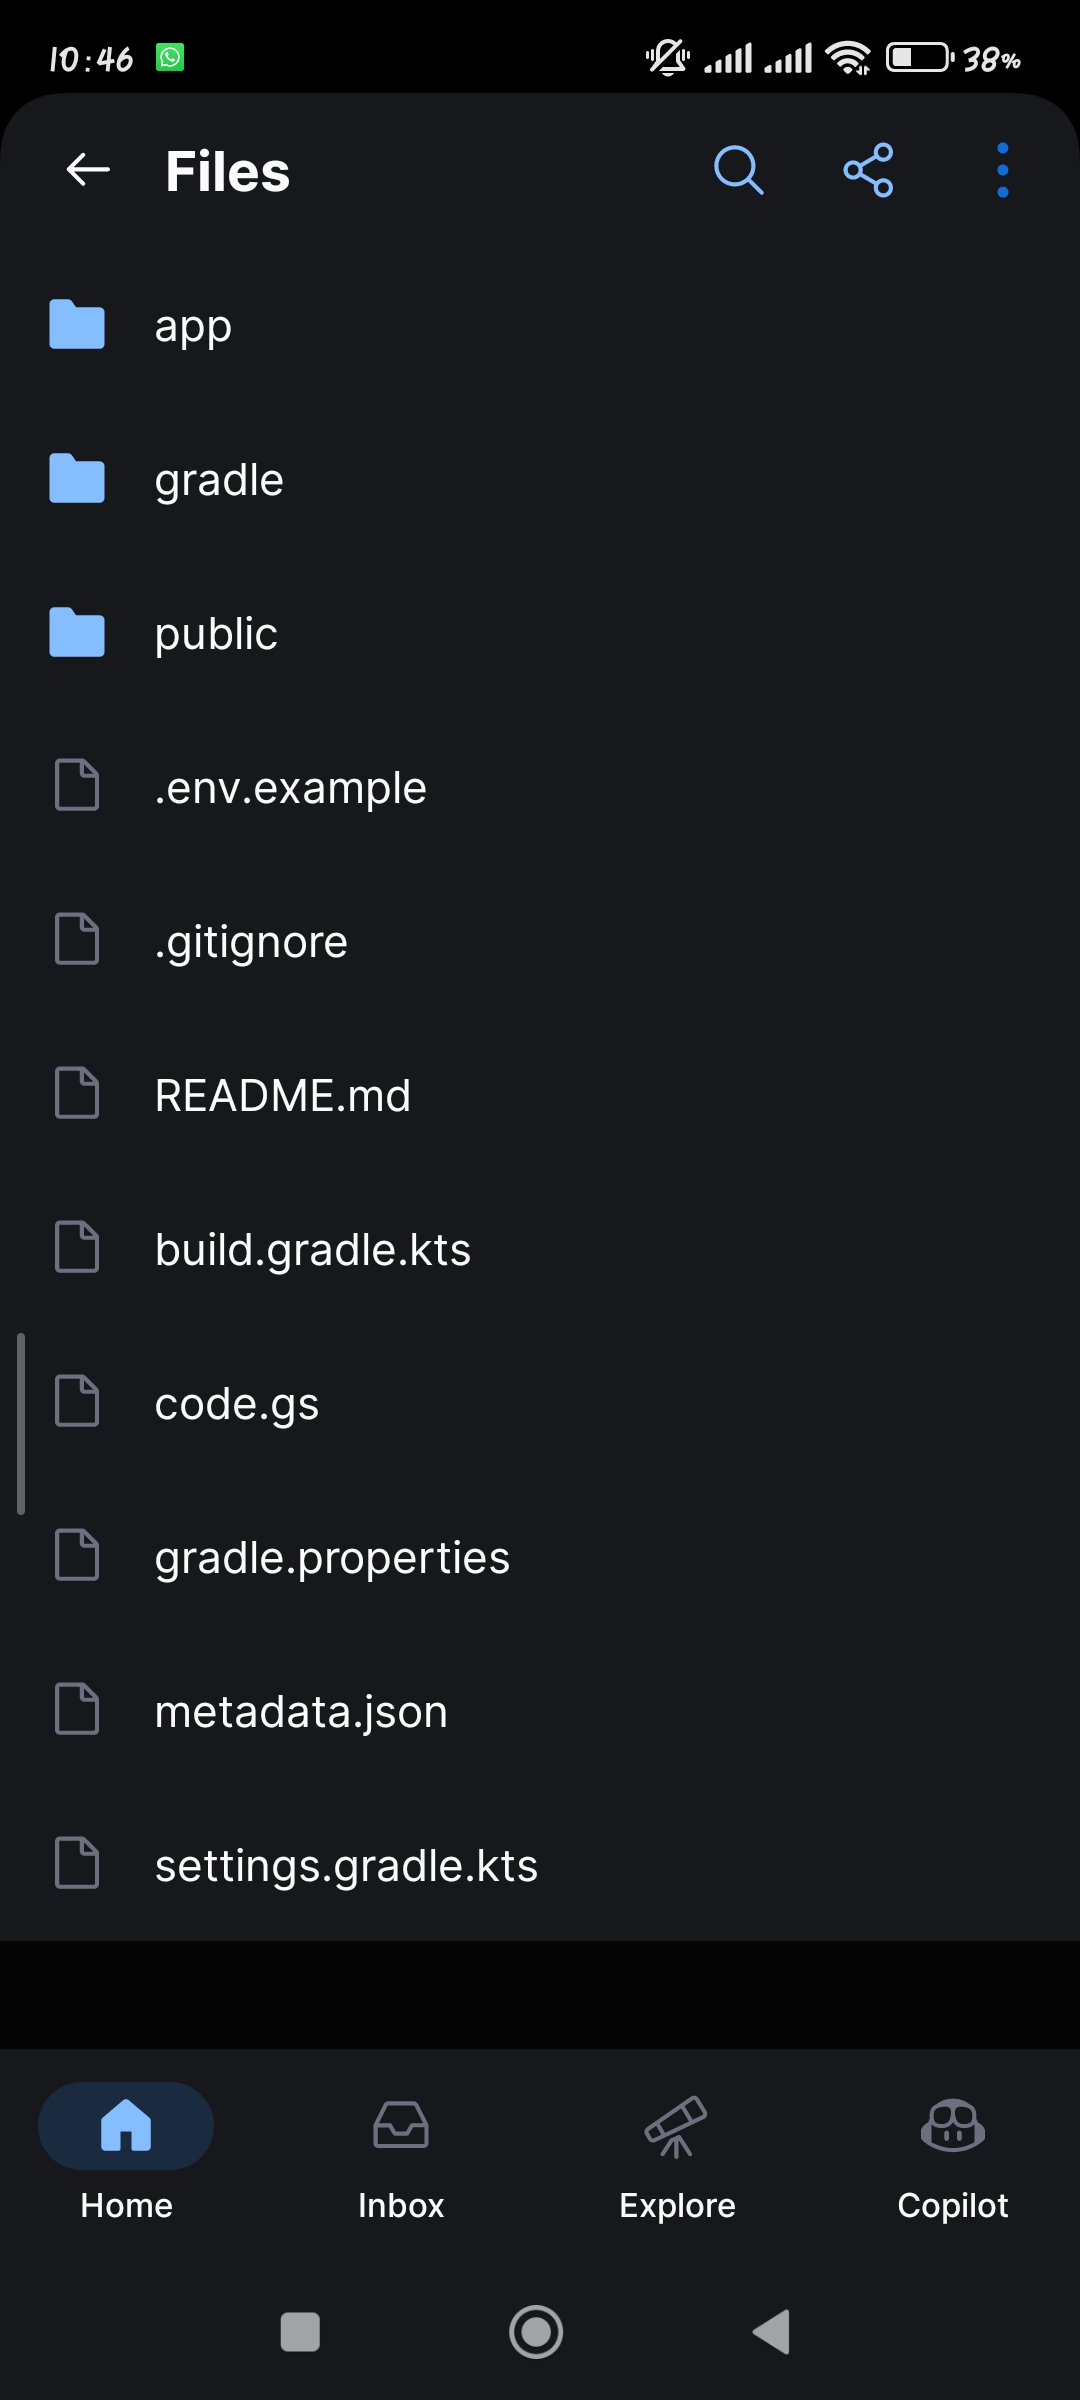 10:46
38%
Files
app
gradle
public
.env.example
.gitignore
README.md
build.gradle.kts
code.gs
gradle.properties
metadata.json
settings.gradle.kts
Home
Inbox
Explore
Copilot